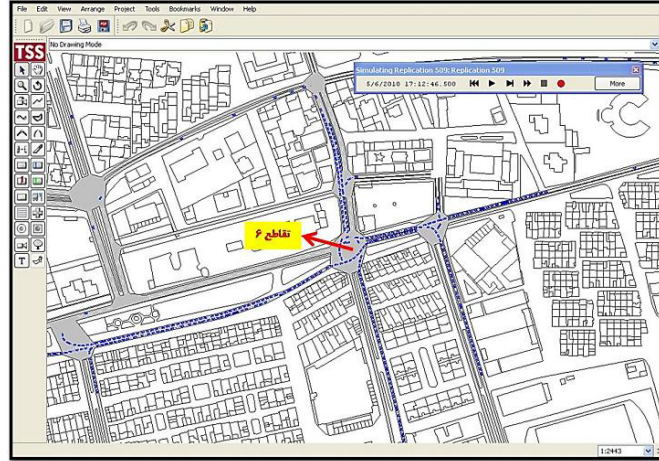 File Edit View Arrange Project Tools Bookmarks Window Help
TSS
No Drawing Mode
Simulating Replication 509: Replication 509
5/6/2010 17:12:46.500
More
تقاطع ۶
1:2443